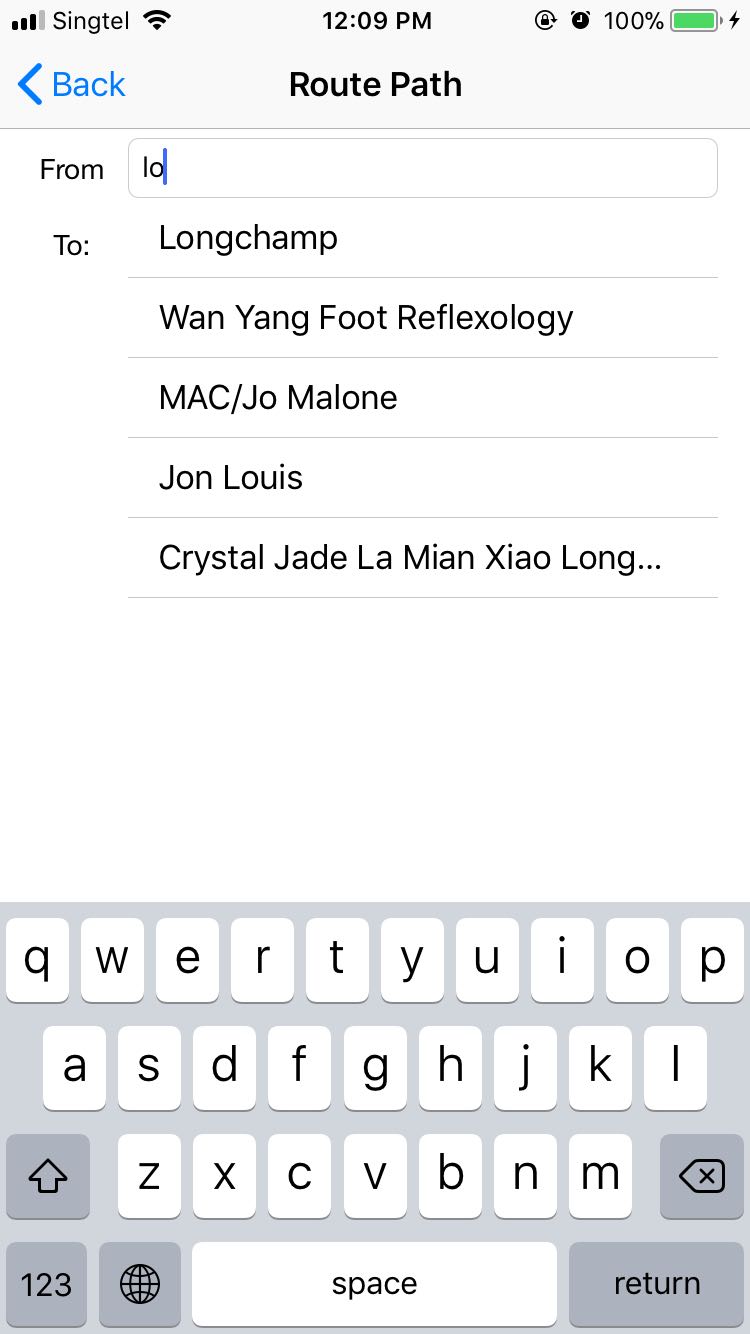 Singtel 12:09 PM 100%
Back Route Path
From lo
To: Longchamp
Wan Yang Foot Reflexology
MAC/Jo Malone
Jon Louis
Crystal Jade La Mian Xiao Long...
q w e r t y u i o p
a s d f g h j k l
z x c v b n m
123 space return